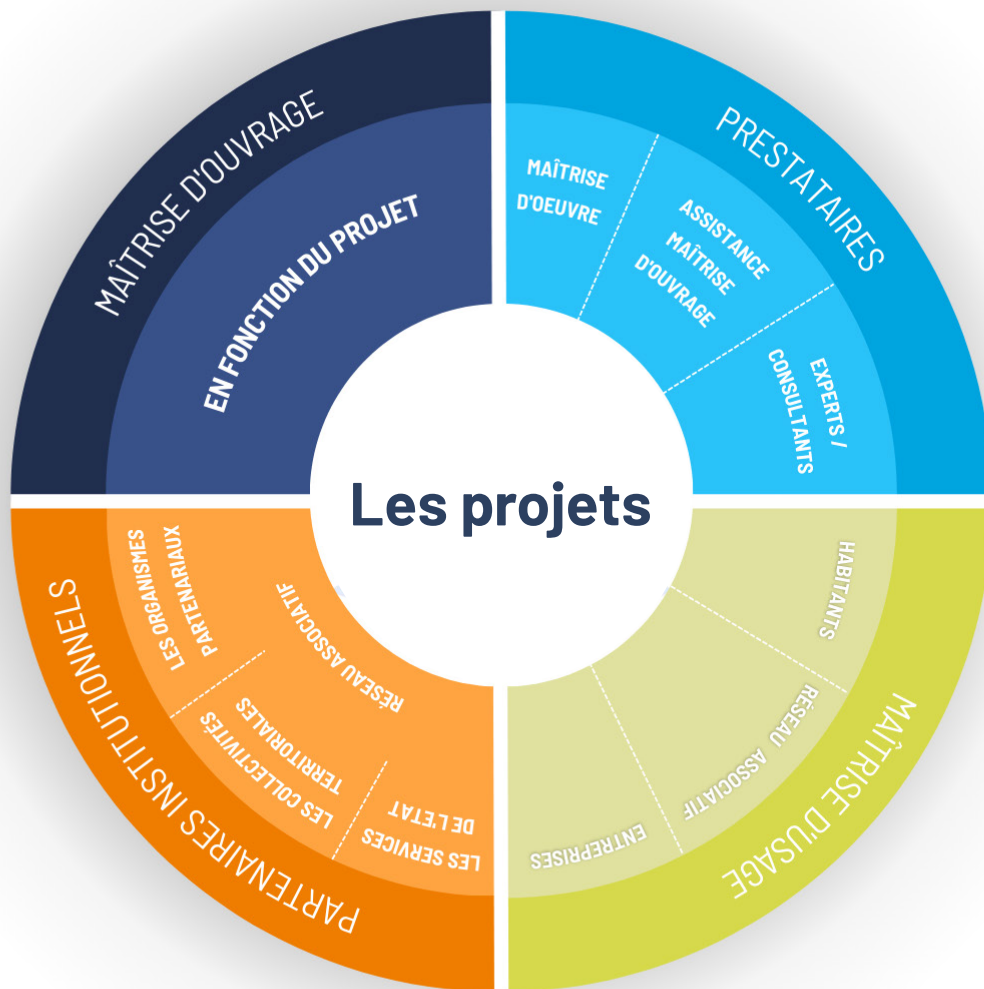 MAÎTRISE D'OUVRAGE
EN FONCTION DU PROJET
PRESTATAIRES
MAÎTRISE
D'OEUVRE
ASSISTANCE
MAÎTRISE
D'OUVRAGE
EXPERTS /
CONSULTANTS
Les projets
PARTENAIRES INSTITUTIONNELS
LES ORGANISMES
PARTENARIAUX
RÉSEAU ASSOCIATIF
LES COLLECTIVITÉS
TERRITORIALES
LES SERVICES
DE L'ETAT
MAÎTRISE D'USAGE
HABITANTS
RÉSEAU ASSOCIATIF
ENTREPRISES